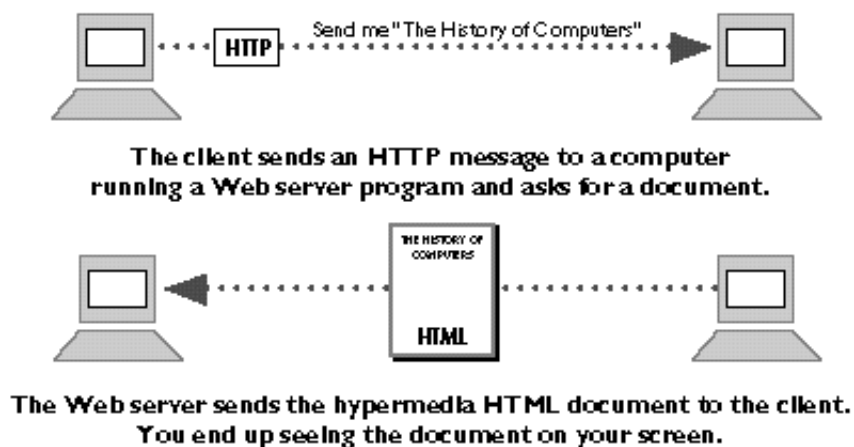 Send me "The History of Computers"
HTTP
The client sends an HTTP message to a computer
running a Web server program and asks for a document.
THE HISTORY OF
COMPUTERS
HTML
The Web server sends the hypermedia HTML document to the client.
You end up seeing the document on your screen.